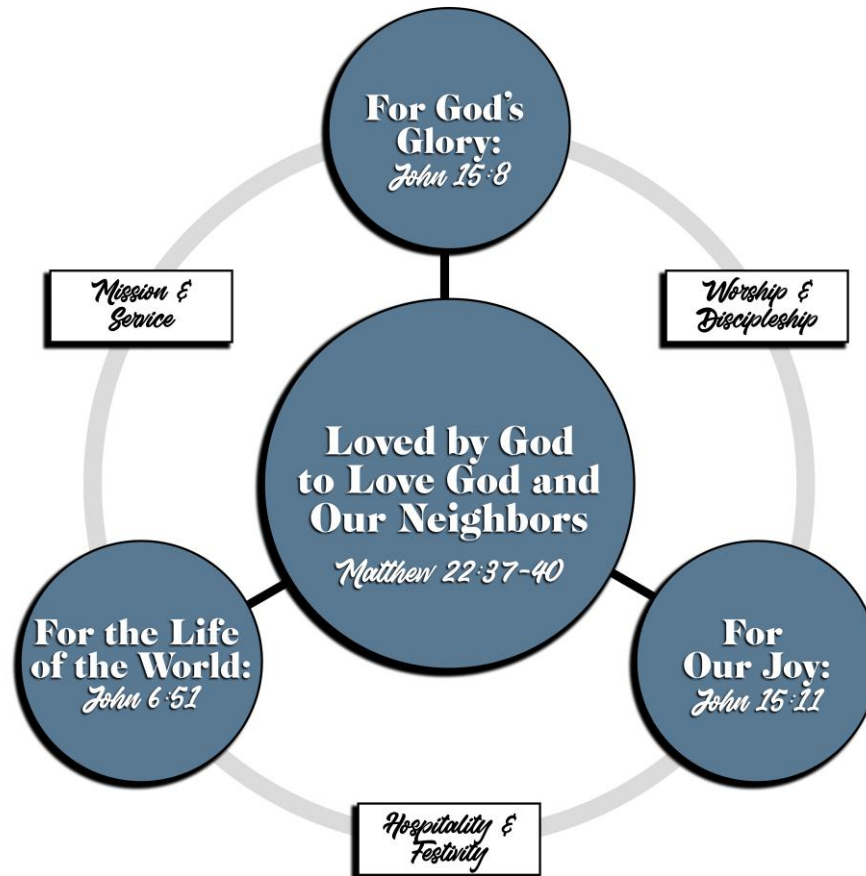 For God's
Glory:
John 15:8
Mission &
Service
Worship &
Discipleship
Loved by God
to Love God and
Our Neighbors
Matthew 22:37-40
For the Life
of the World:
John 6:51
For
Our Joy:
John 15:11
Hospitality &
Festivity